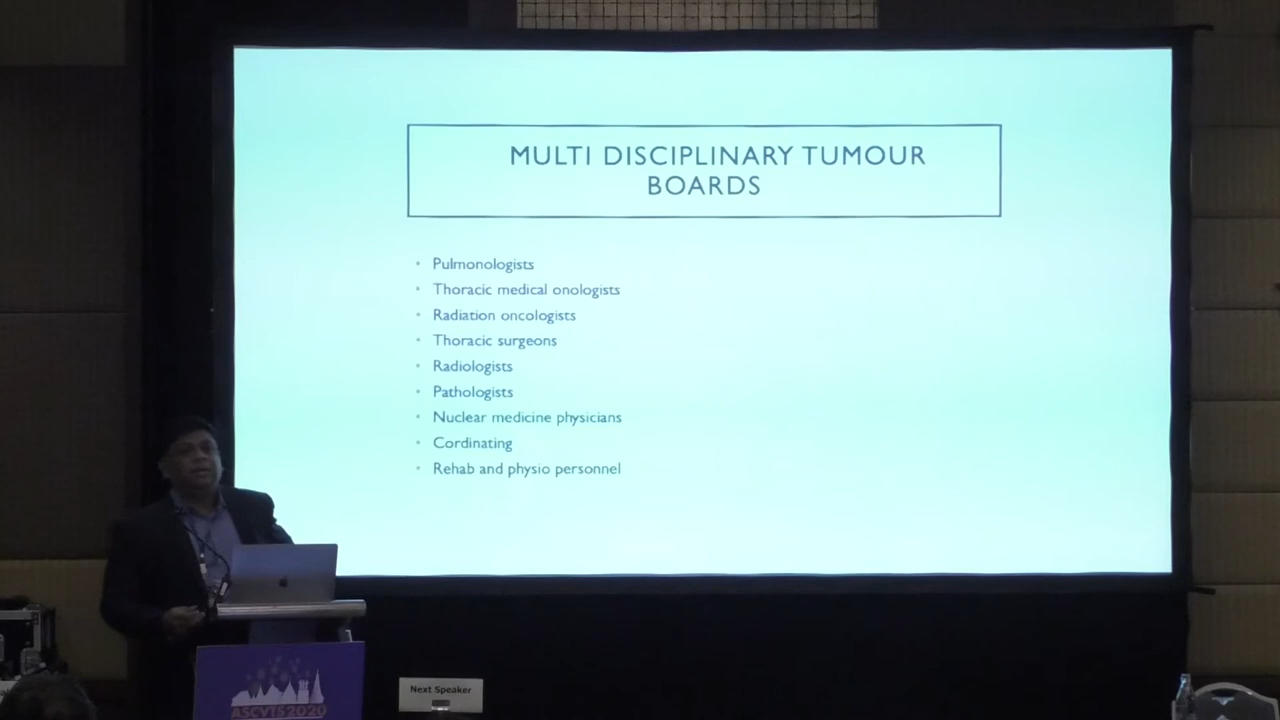 MULTI DISCIPLINARY TUMOUR
BOARDS
• Pulmonologists
• Thoracic medical onologists
• Radiation oncologists
• Thoracic surgeons
• Radiologists
• Pathologists
• Nuclear medicine physicians
• Cordinating
• Rehab and physio personnel
ASCVTS2020
Next Speaker